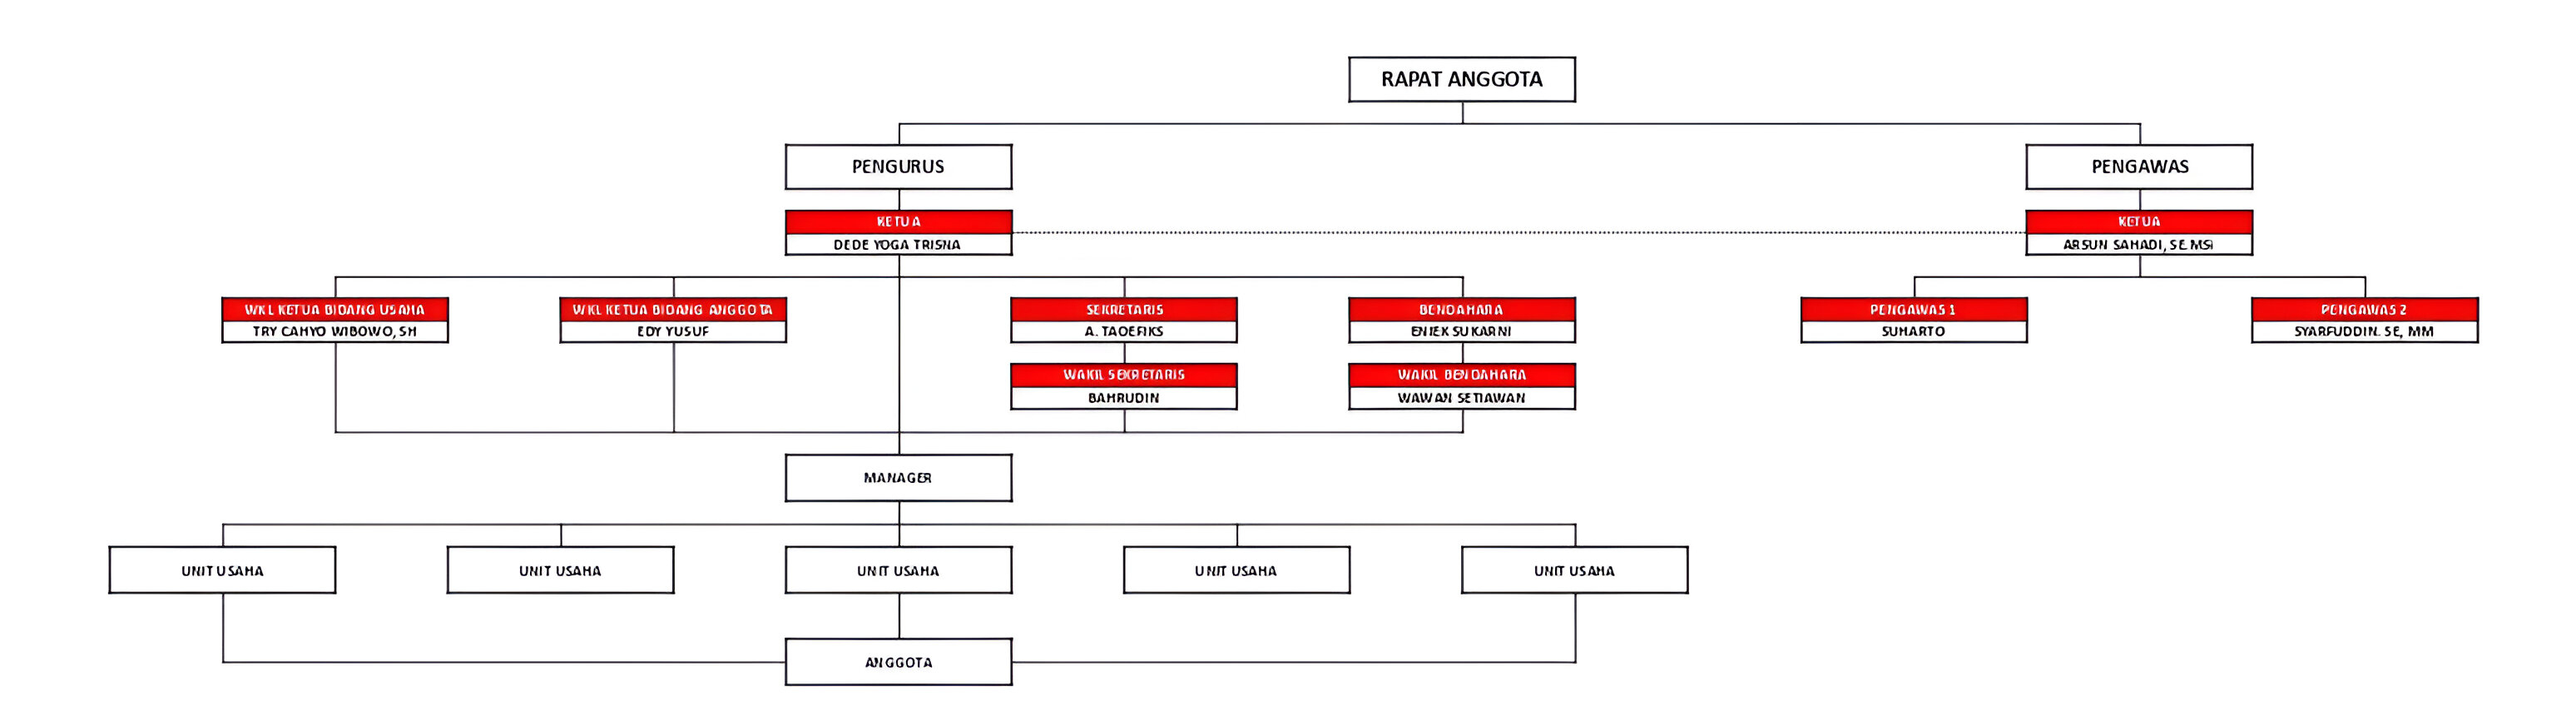 RAPAT ANGGOTA
PENGURUS
PENGAWAS
KETUA
DEDE YOGA TRISNA
KETUA
ARSUN SAHADI, SE.MSi
WKL KETUA BIDANG USAHA
TRY CAHYO WIBOWO, SH
WKL KETUA BIDANG ANGGOTA
EDY YUSUF
SEKRETARIS
A. TAOEFIKS
BENDAHARA
ENIEK SUKARNI
PENGAWAS 1
SUHARTO
PENGAWAS 2
SYARFUDDIN. SE, MM
WAKIL SEKRETARIS
BAHRUDIN
WAKIL BENDAHARA
WAWAN SETIAWAN
MANAGER
UNIT USAHA
UNIT USAHA
UNIT USAHA
UNIT USAHA
UNIT USAHA
ANGGOTA